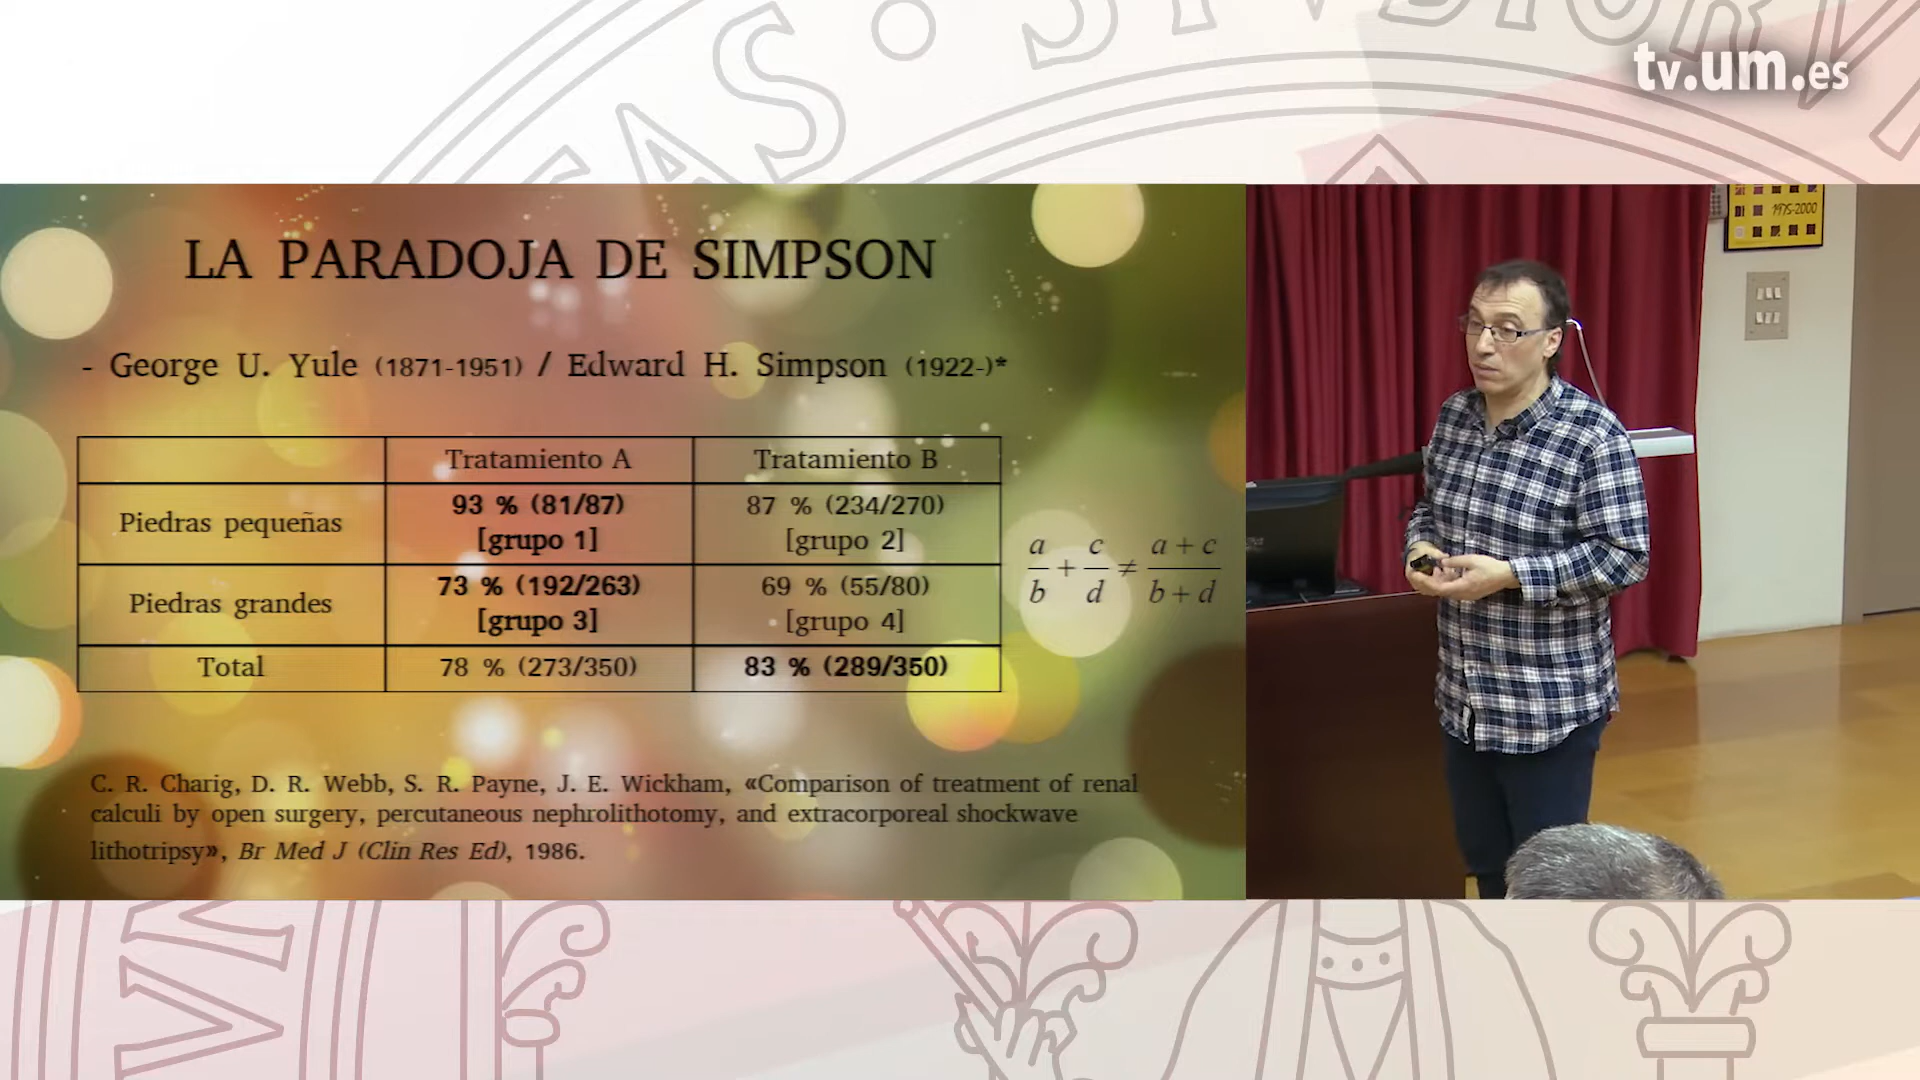 tv.um.es
LA PARADOJA DE SIMPSON
- George U. Yule (1871-1951) / Edward H. Simpson (1922-)*
Tratamiento A
Tratamiento B
Piedras pequeñas
93 % (81/87)
[grupo 1]
87 % (234/270)
[grupo 2]
Piedras grandes
73 % (192/263)
[grupo 3]
69 % (55/80)
[grupo 4]
Total
78 % (273/350)
83 % (289/350)
a/b + c/d ≠ a + c/b + d
C. R. Charig, D. R. Webb, S. R. Payne, J. E. Wickham, «Comparison of treatment of renal
calculi by open surgery, percutaneous nephrolithotomy, and extracorporeal shockwave
lithotripsy», Br Med J (Clin Res Ed), 1986.
1975-2000